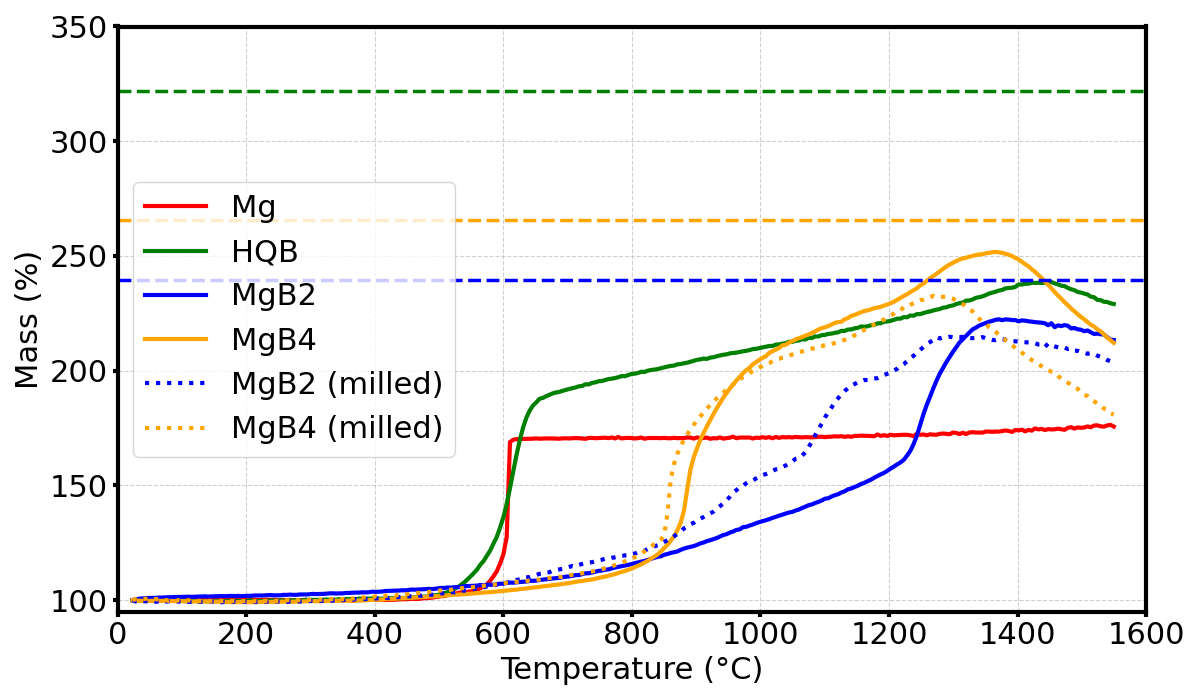 350
300
250
200
150
100
Mass (%)
Mg
HQB
MgB2
MgB4
MgB2 (milled)
MgB4 (milled)
0 200 400 600 800 1000 1200 1400 1600
Temperature (°C)